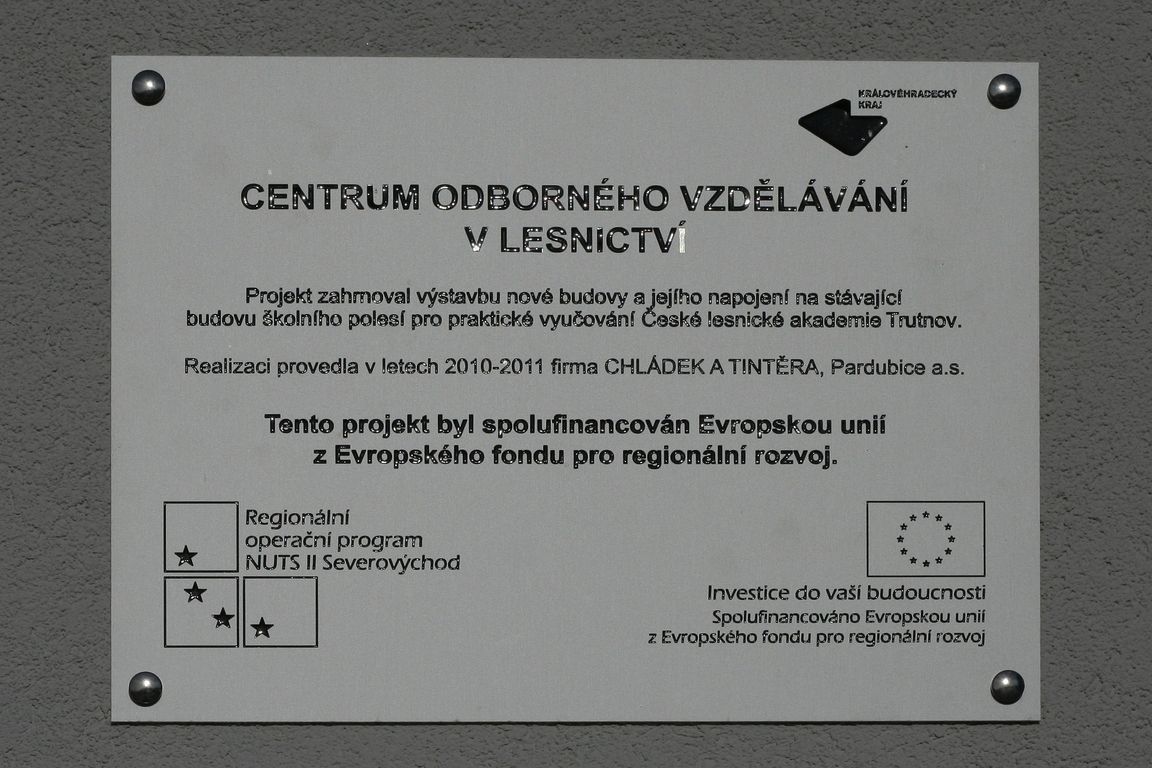 KRÁLOVÉHRADECKÝ
KRAJ
CENTRUM ODBORNÉHO VZDĚLÁVÁNÍ
V LESNICTVÍ
Projekt zahrnoval výstavbu nové budovy a jejího napojení na stávající
budovu školního polesí pro praktické vyučování České lesnické akademie Trutnov.
Realizaci provedla v letech 2010-2011 firma CHLÁDEK A TINTĚRA, Pardubice a.s.
Tento projekt byl spolufinancován Evropskou unií
z Evropského fondu pro regionální rozvoj.
Regionální
operační program
NUTS II Severovýchod
Investice do vaší budoucnosti
Spolufinancováno Evropskou unií
z Evropského fondu pro regionální rozvoj